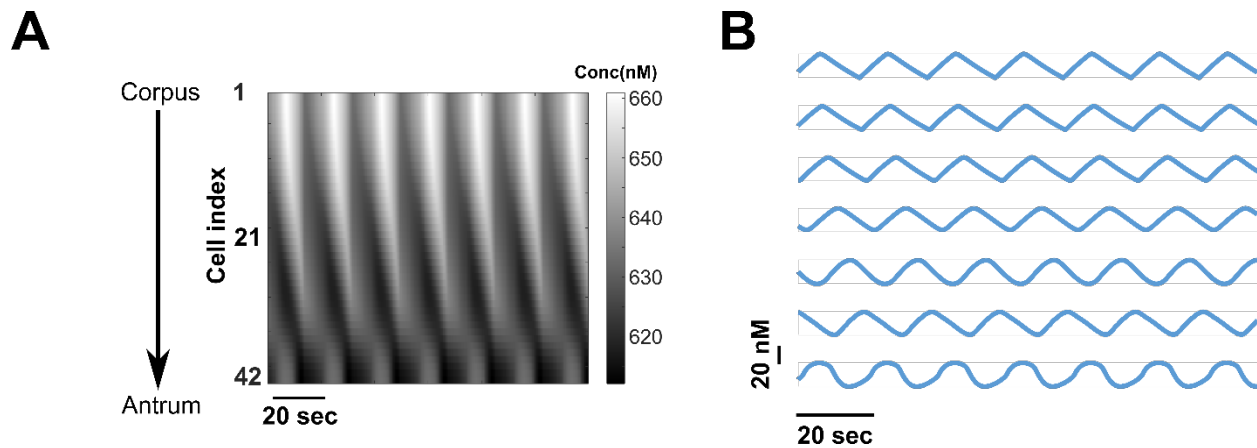 A
B
Conc(nM)
Corpus
1
660
650
640
630
620
Cell index
21
42
Antrum
20 sec
20 nM
20 sec